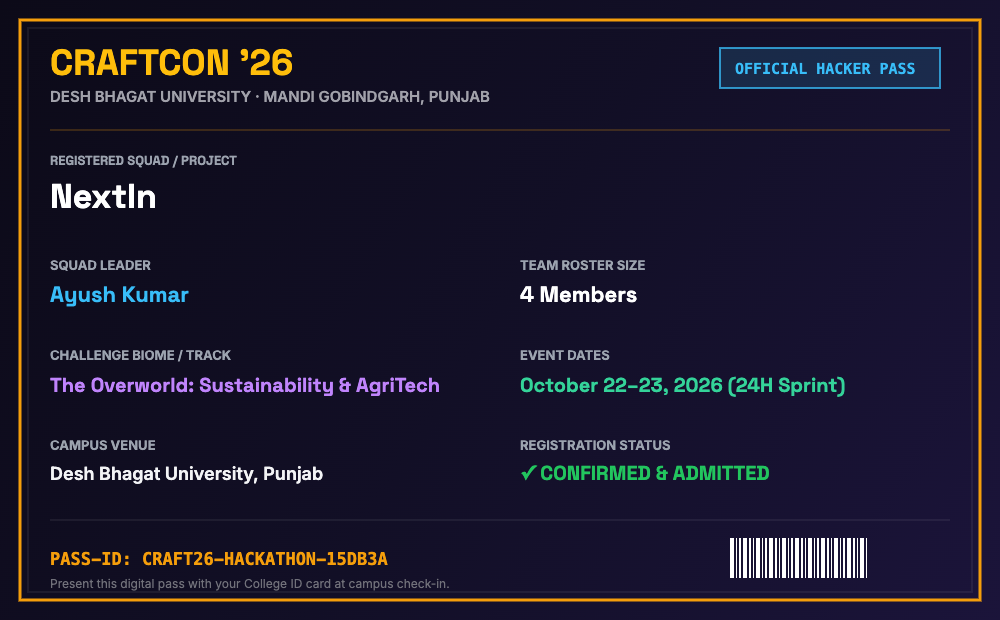 CRAFTCON ’26
OFFICIAL HACKER PASS
DESH BHAGAT UNIVERSITY · MANDI GOBINDGARH, PUNJAB
REGISTERED SQUAD / PROJECT
NextIn
SQUAD LEADER
Ayush Kumar
TEAM ROSTER SIZE
4 Members
CHALLENGE BIOME / TRACK
The Overworld: Sustainability & AgriTech
EVENT DATES
October 22–23, 2026 (24H Sprint)
CAMPUS VENUE
Desh Bhagat University, Punjab
REGISTRATION STATUS
✓ CONFIRMED & ADMITTED
PASS-ID: CRAFT26-HACKATHON-15DB3A
Present this digital pass with your College ID card at campus check-in.